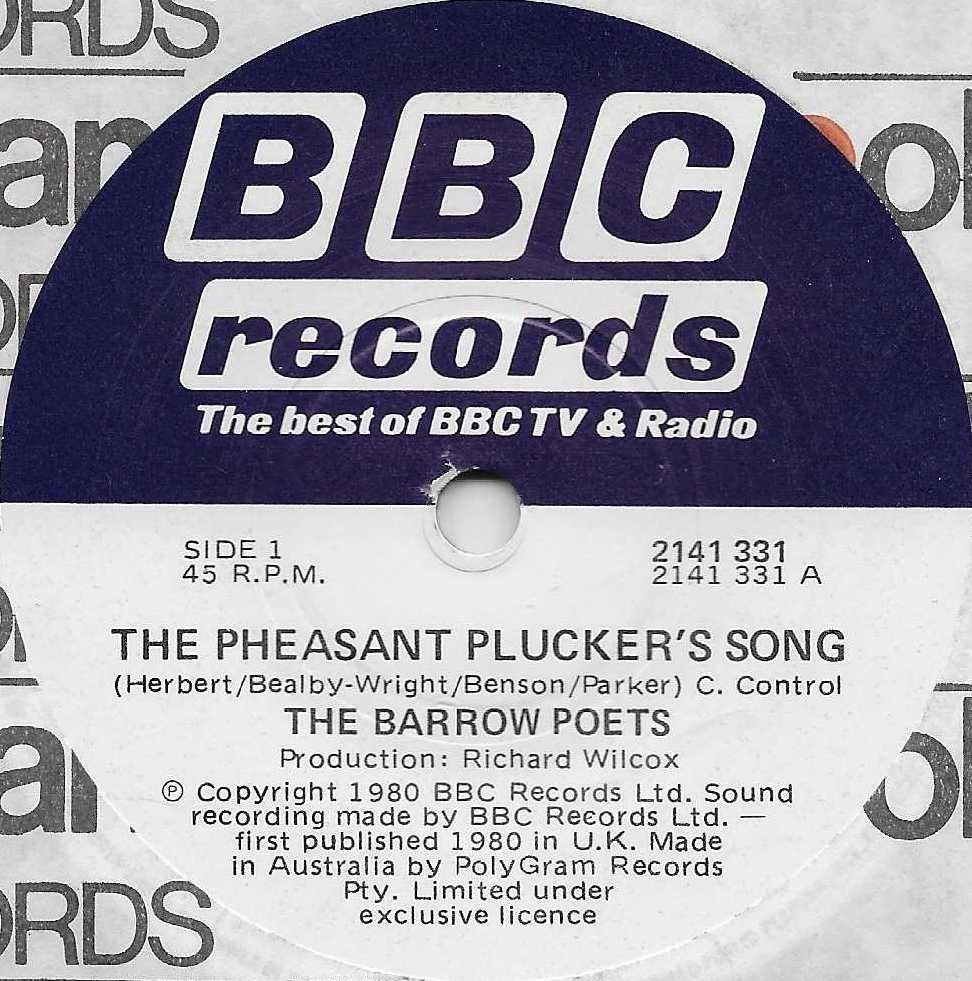 BBC
records
The best of BBC TV & Radio
SIDE 1
45 R.P.M.
2141 331
2141 331 A
THE PHEASANT PLUCKER'S SONG
(Herbert/Bealby-Wright/Benson/Parker) C. Control
THE BARROW POETS
Production: Richard Wilcox
℗ Copyright 1980 BBC Records Ltd. Sound
recording made by BBC Records Ltd. —
first published 1980 in U.K. Made
in Australia by PolyGram Records
Pty. Limited under
exclusive licence
ORDS
ORDS